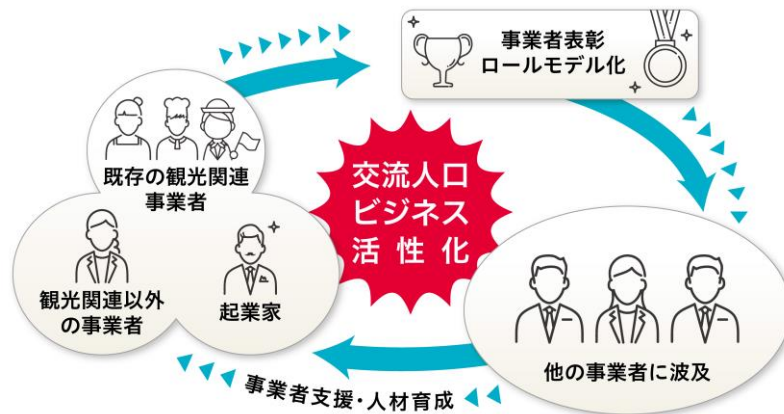 事業者表彰
ロールモデル化
既存の観光関連
事業者
交流人口
ビジネス
活性化
観光関連以外
の事業者
起業家
他の事業者に波及
事業者支援・人材育成